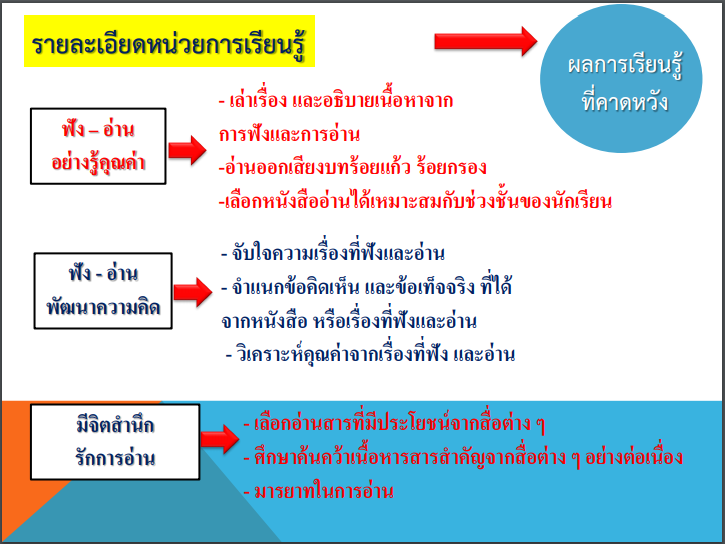 รายละเอียดหน่วยการเรียนรู้
ผลการเรียนรู้
ที่คาดหวัง
ฟัง – อ่าน
อย่างรู้คุณค่า
- เล่าเรื่อง และอธิบายเนื้อหาจาก
การฟังและการอ่าน
-อ่านออกเสียงบทร้อยแก้ว ร้อยกรอง
-เลือกหนังสืออ่านได้เหมาะสมกับช่วงชั้นของนักเรียน
ฟัง - อ่าน
พัฒนาความคิด
- จับใจความเรื่องที่ฟังและอ่าน
- จำแนกข้อคิดเห็น และข้อเท็จจริง ที่ได้
จากหนังสือ หรือเรื่องที่ฟังและอ่าน
- วิเคราะห์คุณค่าจากเรื่องที่ฟัง และอ่าน
มีจิตสำนึก
รักการอ่าน
- เลือกอ่านสารที่มีประโยชน์จากสื่อต่าง ๆ
- ศึกษาค้นคว้าเนื้อหารสารสำคัญจากสื่อต่าง ๆ อย่างต่อเนื่อง
- มารยาทในการอ่าน